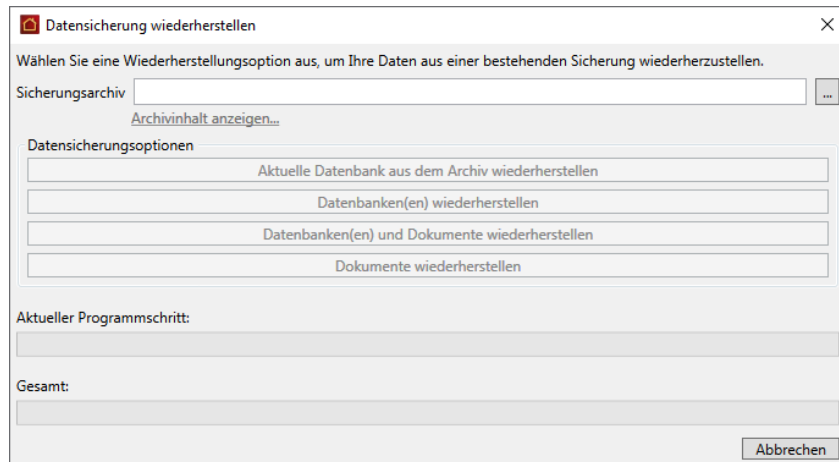 Datensicherung wiederherstellen
Wählen Sie eine Wiederherstellungsoption aus, um Ihre Daten aus einer bestehenden Sicherung wiederherzustellen.
Sicherungsarchiv ...
Archivinhalt anzeigen...
Datensicherungsoptionen
Aktuelle Datenbank aus dem Archiv wiederherstellen
Datenbanken(en) wiederherstellen
Datenbanken(en) und Dokumente wiederherstellen
Dokumente wiederherstellen
Aktueller Programmschritt:
Gesamt:
Abbrechen